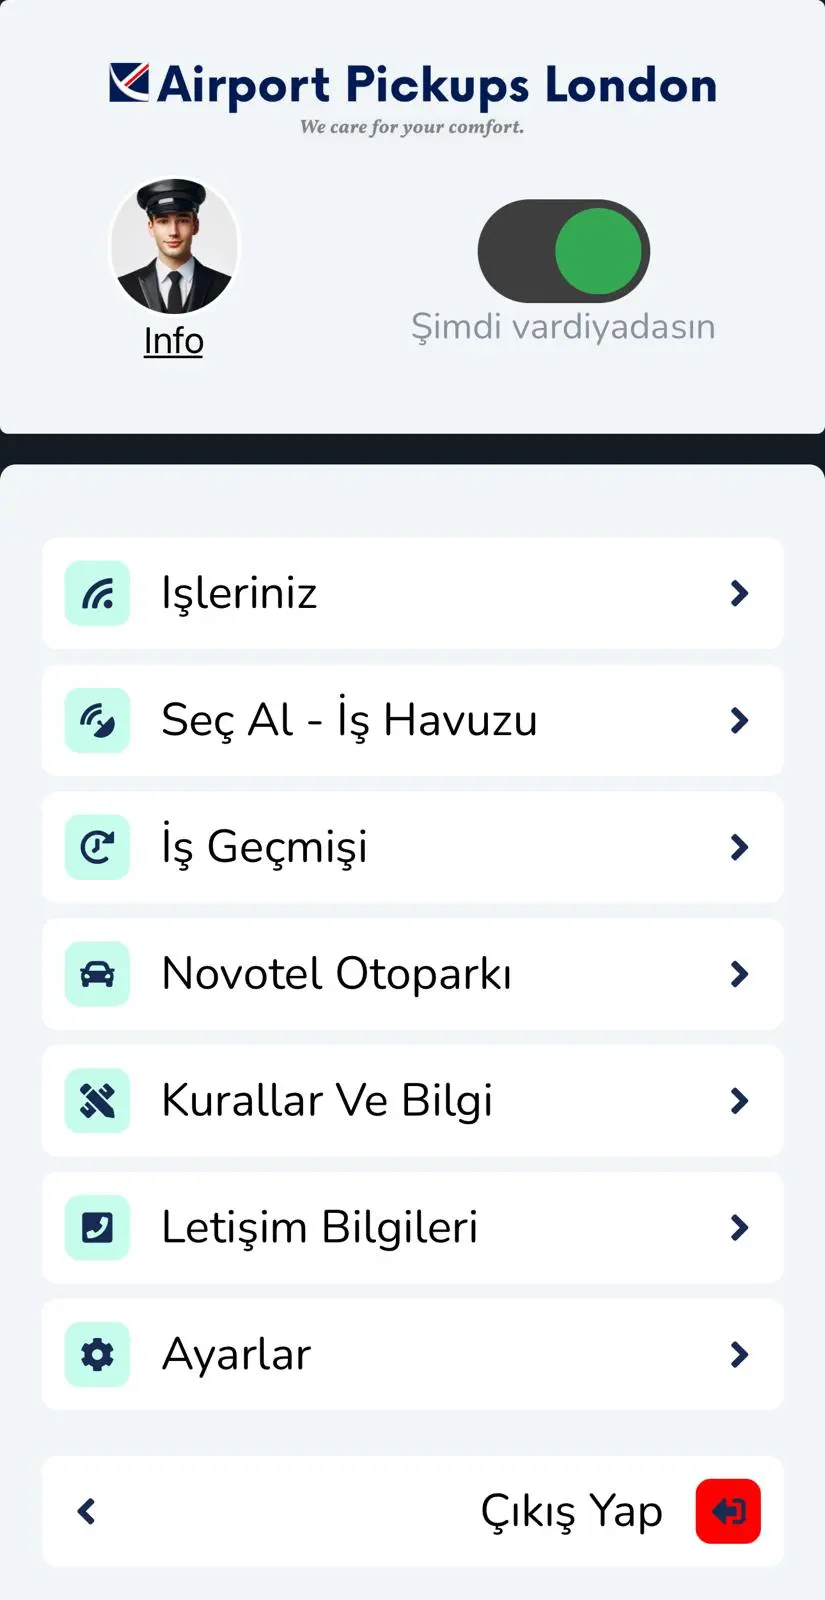 Airport Pickups London
We care for your comfort.
Info
Şimdi vardiyadasın
Işleriniz
Seç Al - İş Havuzu
İş Geçmişi
Novotel Otoparkı
Kurallar Ve Bilgi
Letişim Bilgileri
Ayarlar
Çıkış Yap